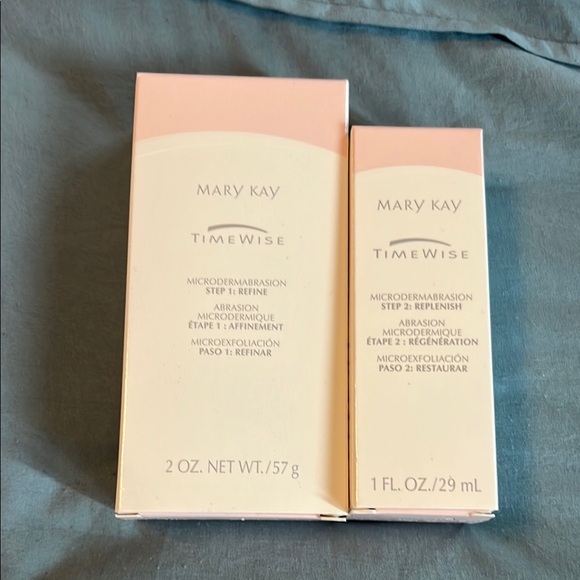 MARY KAY
TIMEWISE
MICRODERMABRASION
STEP 1: REFINE
ABRASION
MICRODERMIQUE
ÉTAPE 1 : AFFINEMENT
MICROEXFOLIACIÓN
PASO 1: REFINAR
2 OZ. NET WT./57 g
MARY KAY
TIMEWISE
MICRODERMABRASION
STEP 2: REPLENISH
ABRASION
MICRODERMIQUE
ÉTAPE 2 : RÉGÉNÉRATION
MICROEXFOLIACIÓN
PASO 2: RESTAURAR
1 FL. OZ./29 mL